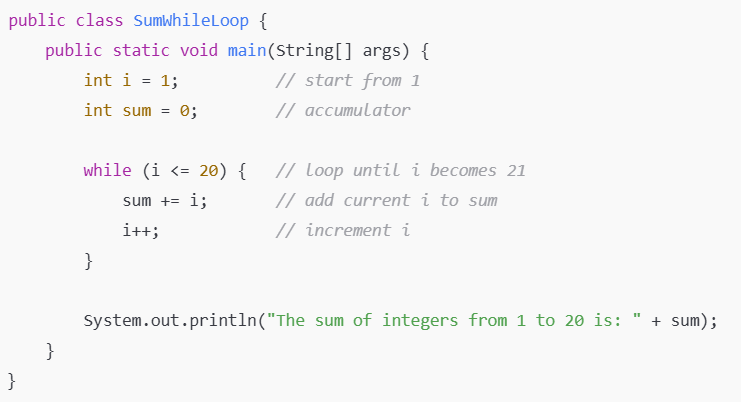 public class SumWhileLoop {
    public static void main(String[] args) {
        int i = 1;          // start from 1
        int sum = 0;        // accumulator

        while (i <= 20) {   // loop until i becomes 21
            sum += i;       // add current i to sum
            i++;            // increment i
        }

        System.out.println("The sum of integers from 1 to 20 is: " + sum);
    }
}